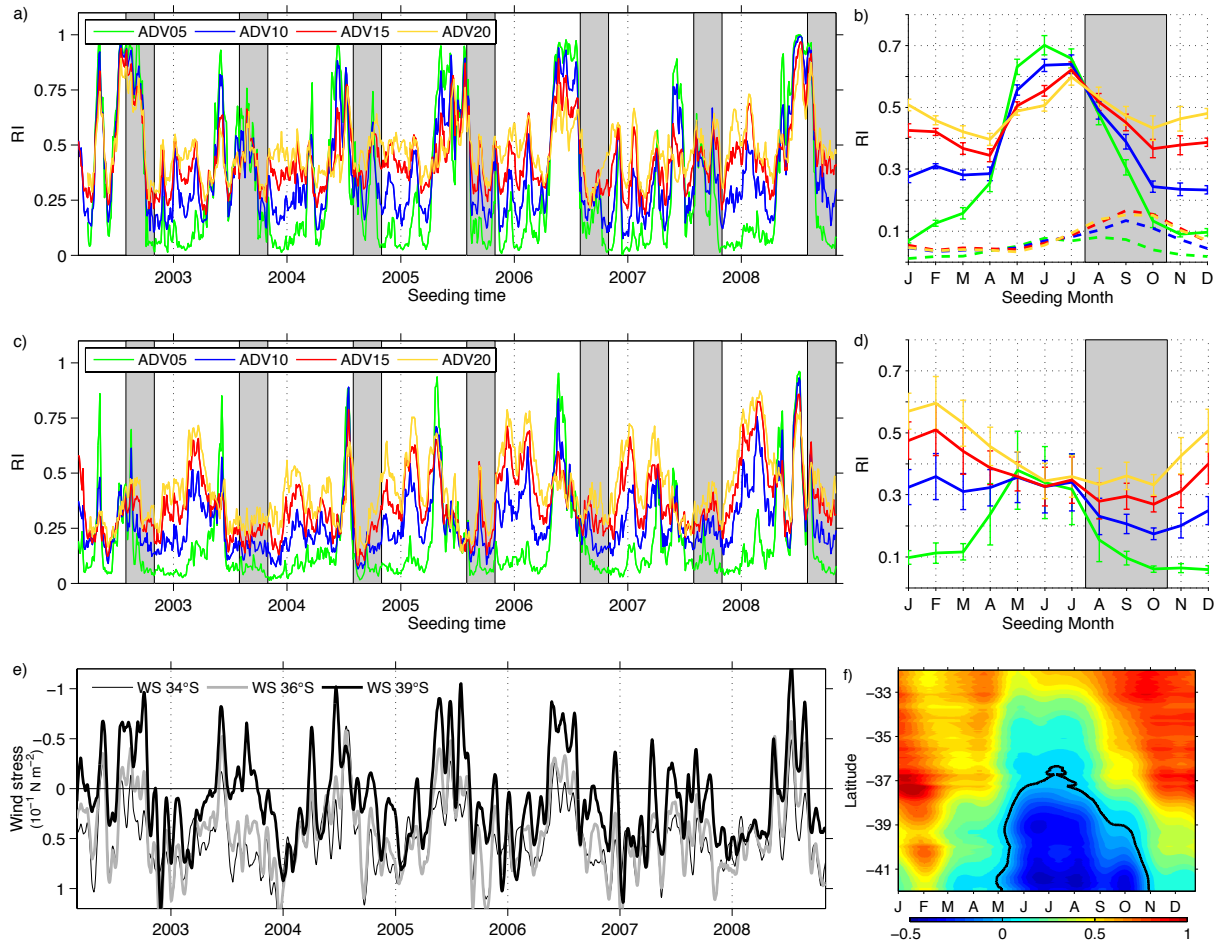 a)
ADV05 ADV10 ADV15 ADV20
1
0.75
0.5
0.25
0
RI
2003 2004 2005 2006 2007 2008
Seeding time
b)
0.7
0.5
0.3
0.1
RI
J F M A M J J A S O N D
Seeding Month
c)
ADV05 ADV10 ADV15 ADV20
1
0.75
0.5
0.25
0
RI
2003 2004 2005 2006 2007 2008
Seeding time
d)
0.7
0.5
0.3
0.1
RI
J F M A M J J A S O N D
Seeding Month
e)
WS 34°S WS 36°S WS 39°S
-1
-0.5
0
0.5
1
Wind stress
(10⁻¹ N m⁻²)
2003 2004 2005 2006 2007 2008
f)
-33
-35
-37
-39
-41
Latitude
J F M A M J J A S O N D
-0.5 0 0.5 1